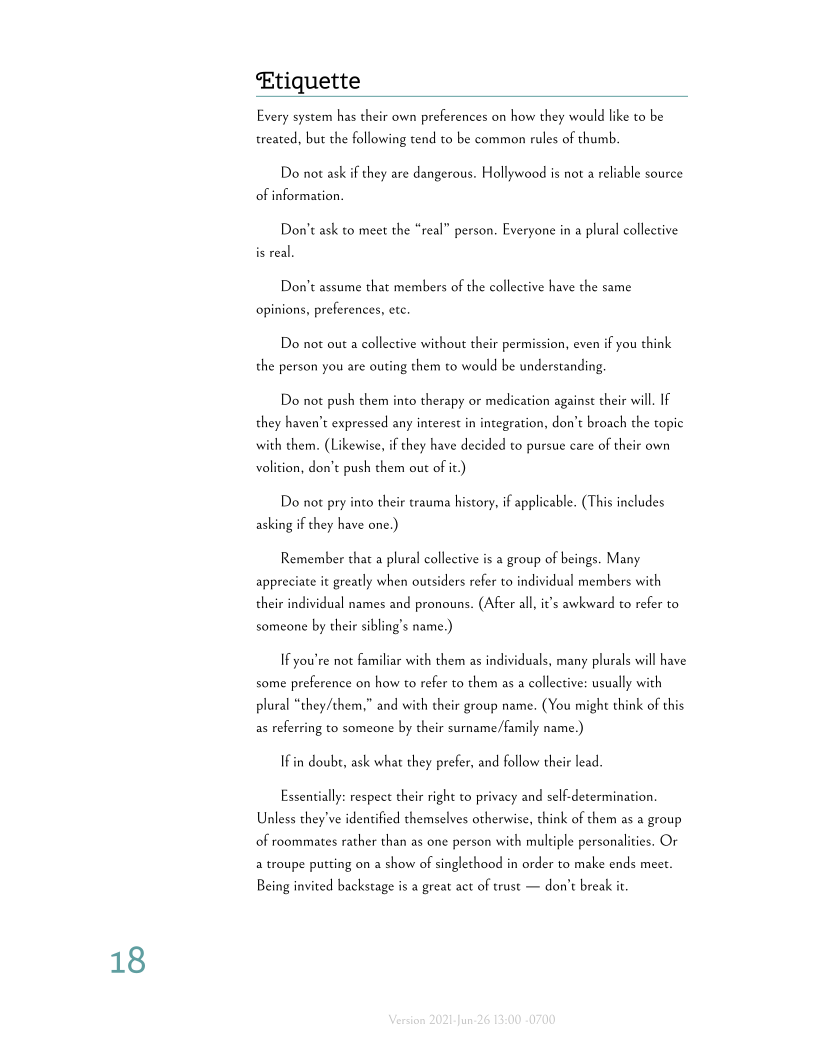 Etiquette
Every system has their own preferences on how they would like to be
treated, but the following tend to be common rules of thumb.
Do not ask if they are dangerous. Hollywood is not a reliable source
of information.
Don’t ask to meet the “real” person. Everyone in a plural collective
is real.
Don’t assume that members of the collective have the same
opinions, preferences, etc.
Do not out a collective without their permission, even if you think
the person you are outing them to would be understanding.
Do not push them into therapy or medication against their will. If
they haven’t expressed any interest in integration, don’t broach the topic
with them. (Likewise, if they have decided to pursue care of their own
volition, don’t push them out of it.)
Do not pry into their trauma history, if applicable. (This includes
asking if they have one.)
Remember that a plural collective is a group of beings. Many
appreciate it greatly when outsiders refer to individual members with
their individual names and pronouns. (After all, it’s awkward to refer to
someone by their sibling’s name.)
If you’re not familiar with them as individuals, many plurals will have
some preference on how to refer to them as a collective: usually with
plural “they/them,” and with their group name. (You might think of this
as referring to someone by their surname/family name.)
If in doubt, ask what they prefer, and follow their lead.
Essentially: respect their right to privacy and self-determination.
Unless they’ve identified themselves otherwise, think of them as a group
of roommates rather than as one person with multiple personalities. Or
a troupe putting on a show of singlethood in order to make ends meet.
Being invited backstage is a great act of trust — don’t break it.
18
Version 2021-Jun-26 13:00 -0700